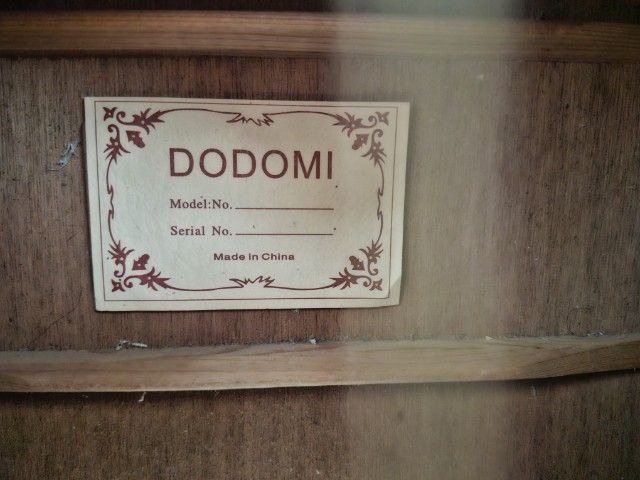 DODOMI
Model:No.
Serial No.
Made in China